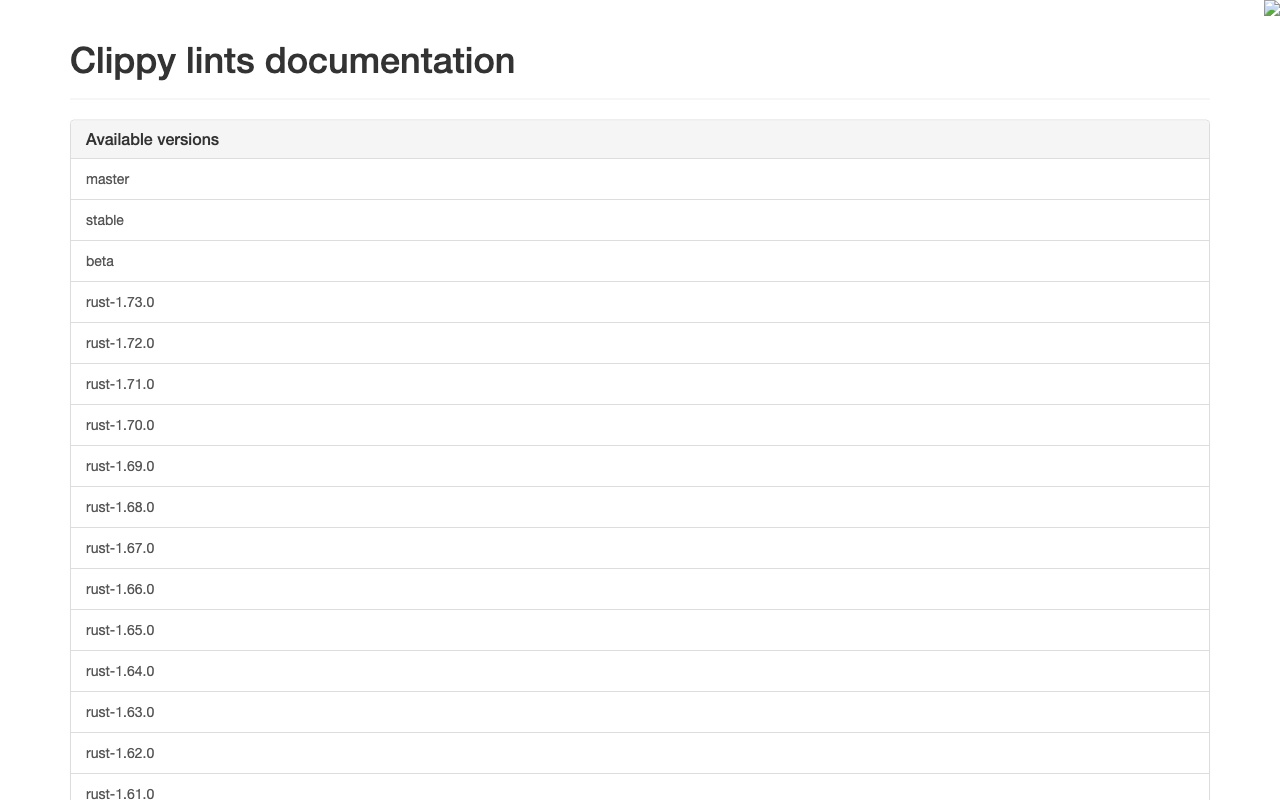 Clippy lints documentation
Available versions
master
stable
beta
rust-1.73.0
rust-1.72.0
rust-1.71.0
rust-1.70.0
rust-1.69.0
rust-1.68.0
rust-1.67.0
rust-1.66.0
rust-1.65.0
rust-1.64.0
rust-1.63.0
rust-1.62.0
rust-1.61.0